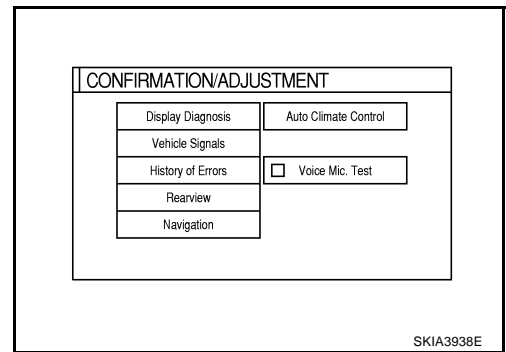 CONFIRMATION/ADJUSTMENT
Display Diagnosis
Auto Climate Control
Vehicle Signals
History of Errors
Voice Mic. Test
Rearview
Navigation
SKIA3938E